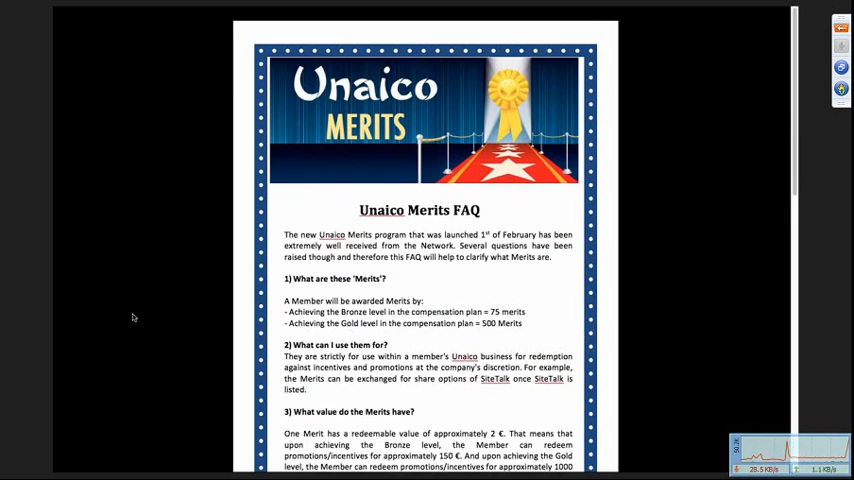 Unaico
MERITS
Unaico Merits FAQ
The new Unaico Merits program that was launched 1st of February has been
extremely well received from the Network. Several questions have been
raised though and therefore this FAQ will help to clarify what Merits are.
1) What are these 'Merits'?
A Member will be awarded Merits by:
- Achieving the Bronze level in the compensation plan = 75 merits
- Achieving the Gold level in the compensation plan = 500 Merits
2) What can I use them for?
They are strictly for use within a member's Unaico business for redemption
against incentives and promotions at the company's discretion. For example,
the Merits can be exchanged for share options of SiteTalk once SiteTalk is
listed.
3) What value do the Merits have?
One Merit has a redeemable value of approximately 2 €. That means that
upon achieving the Bronze level, the Member can redeem
promotions/incentives for approximately 150 €. And upon achieving the Gold
level, the Member can redeem promotions/incentives for approximately 1000
50.2K
28.5 KB/s
1.1 KB/s